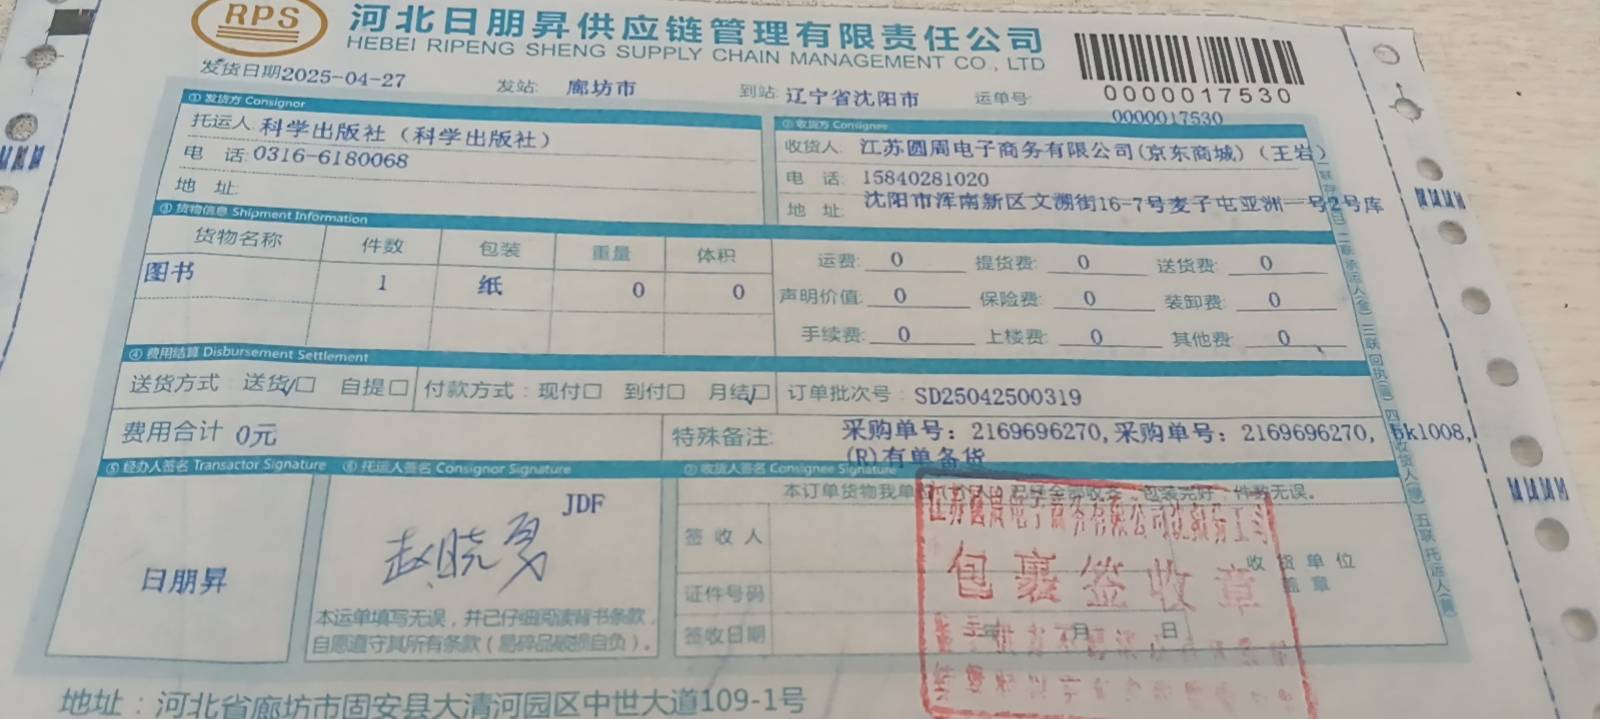 RPS
河北日朋昇供应链管理有限责任公司
HEBEI RIPENG SHENG SUPPLY CHAIN MANAGEMENT CO., LTD
发货日期2025-04-27 发站: 廊坊市 到站: 辽宁省沈阳市 运单号: 0000017530
0000017530
① 发货方 Consignor
托运人 科学出版社（科学出版社）
电 话: 0316-6180068
地 址:
② 收货方 Consignee
收货人: 江苏圆周电子商务有限公司(京东商城)（王岩）
电 话: 15840281020
地 址: 沈阳市浑南新区文溯街16-7号麦子屯亚洲一号2号库
③ 货物信息 Shipment Information
货物名称 件数 包装 重量 体积
图书 1 纸 0 0
运费: 0 提货费: 0 送货费: 0
声明价值: 0 保险费: 0 装卸费: 0
手续费: 0 上楼费: 0 其他费: 0
④ 费用结算 Disbursement Settlement
送货方式: 送货□ 自提□ 付款方式: 现付□ 到付□ 月结□ 订单批次号: SD25042500319
费用合计 0元
特殊备注: 采购单号: 2169696270,采购单号: 2169696270, bk1008,
(R)有单备货
⑤ 经办人签名 Transactor Signature
日朋昇
⑥ 托运人签名 Consignor Signature
JDF
赵晓勇
本运单填写无误，并已仔细阅读背书条款，
自愿遵守其所有条款（易碎品破损自负）。
⑦ 收货人签名 Consignee Signature
本订单货物我单 包装完好，件数无误。
签 收 人
证件号码
签收日期 年 月 日
收 货 单 位
盖 章
包裹签收章
地址：河北省廊坊市固安县大清河园区中世大道109-1号